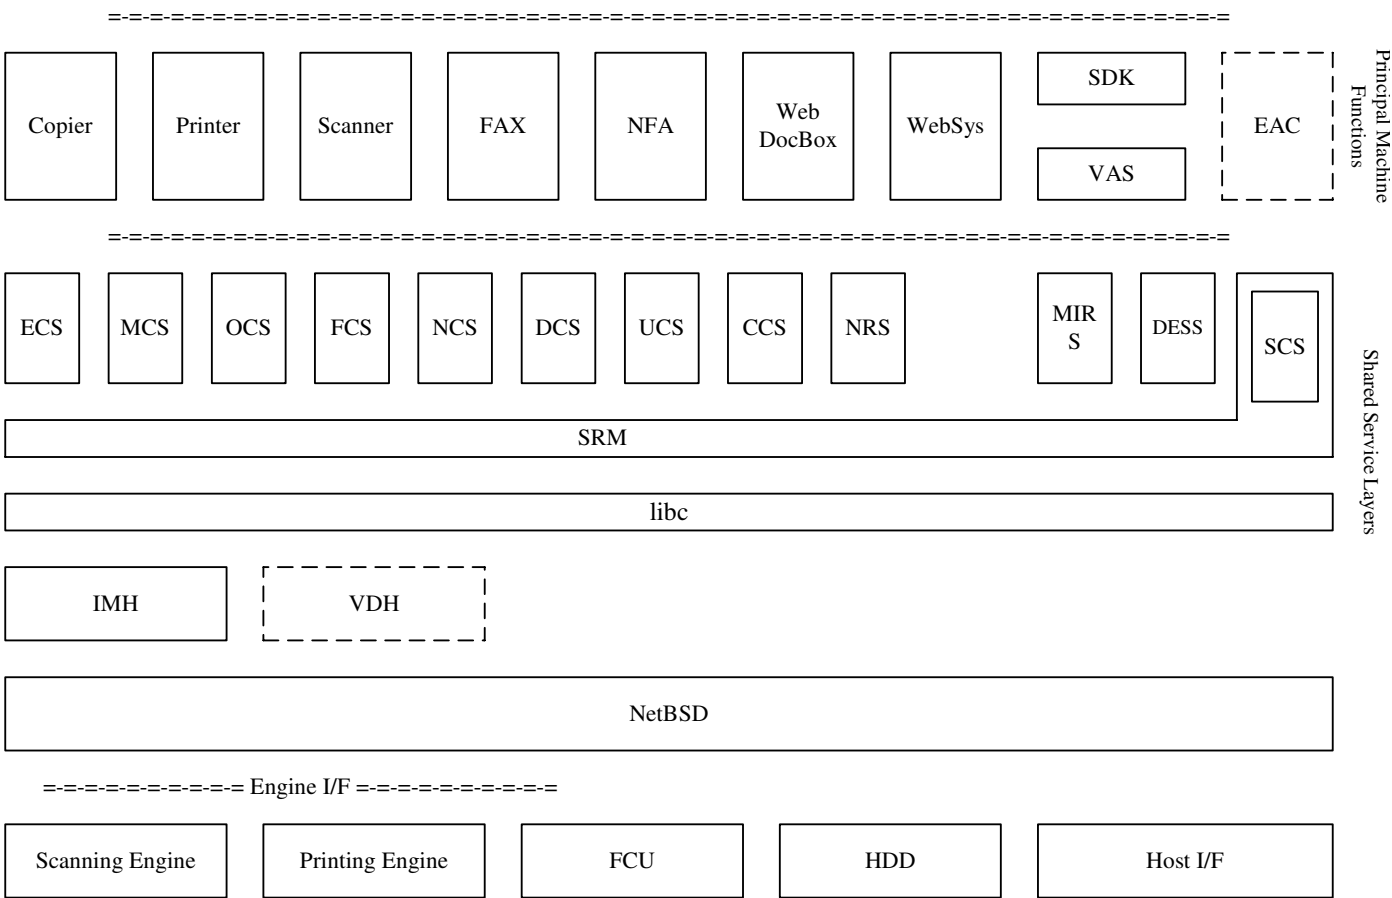 =-=-=-=-=-=-=-=-=-=-=-=-=-=-=-=-=-=-=-=-=-=-=-=-=-=-=-=-=-=-=-=-=-=-=-=-=-=-=-=-=-=-=-=-=-=-=-=-=-=-=-=-=-=
Copier
Printer
Scanner
FAX
NFA
Web
DocBox
WebSys
SDK
VAS
EAC
Principal Machine
Functions
=-=-=-=-=-=-=-=-=-=-=-=-=-=-=-=-=-=-=-=-=-=-=-=-=-=-=-=-=-=-=-=-=-=-=-=-=-=-=-=-=-=-=-=-=-=-=-=-=-=-=-=-=-=
ECS
MCS
OCS
FCS
NCS
DCS
UCS
CCS
NRS
MIR
S
DESS
SCS
SRM
Shared Service Layers
libc
IMH
VDH
NetBSD
=-=-=-=-=-=-=-=-=-= Engine I/F =-=-=-=-=-=-=-=-=-=
Scanning Engine
Printing Engine
FCU
HDD
Host I/F